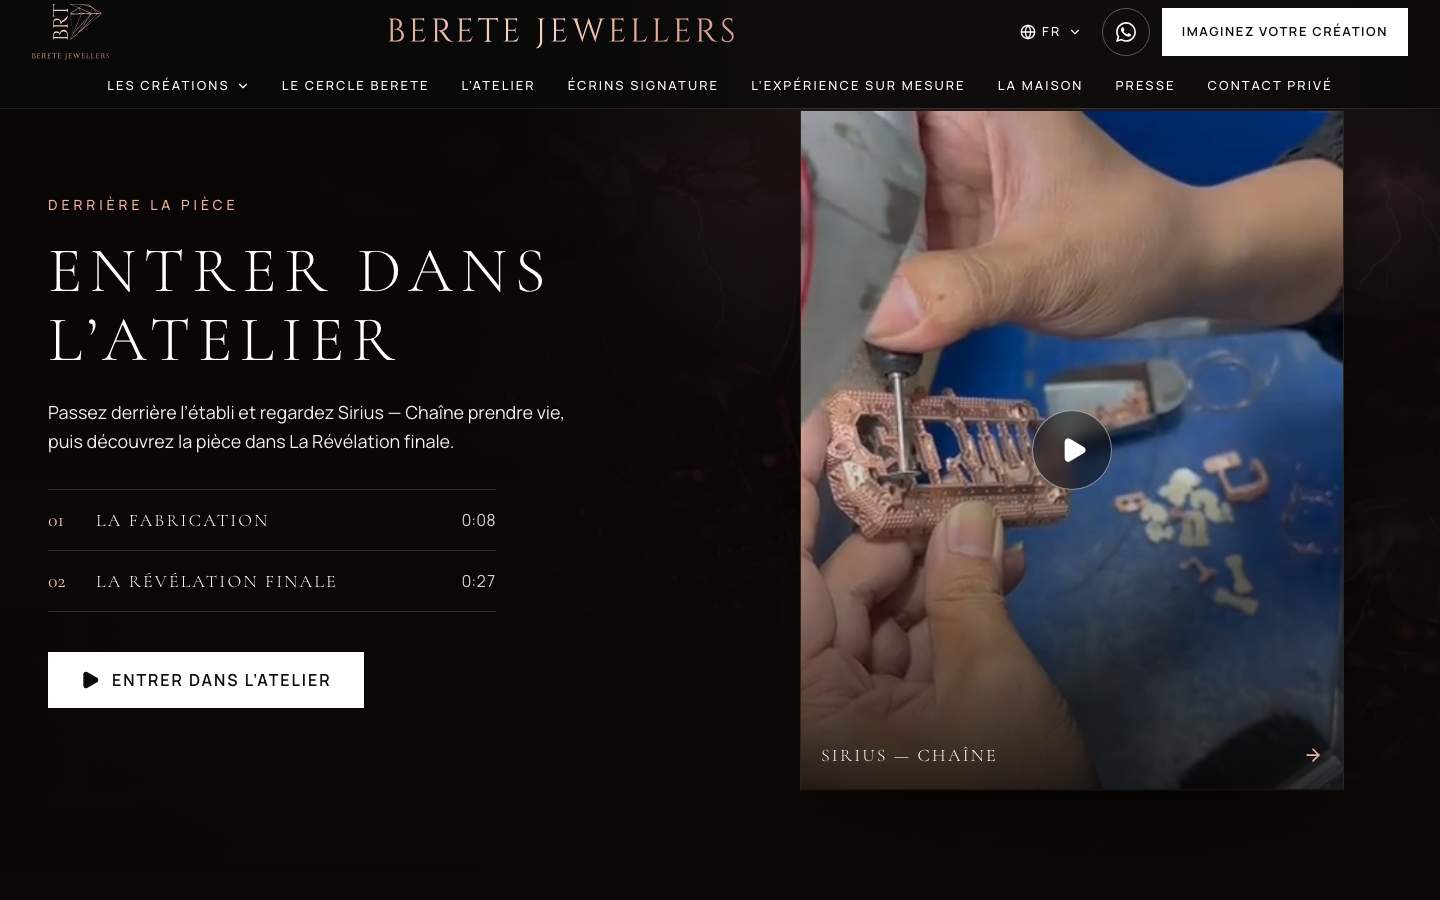 BRT
BERETE JEWELLERS
BERETE JEWELLERS
FR
IMAGINEZ VOTRE CRÉATION
LES CRÉATIONS
LE CERCLE BERETE
L'ATELIER
ÉCRINS SIGNATURE
L'EXPÉRIENCE SUR MESURE
LA MAISON
PRESSE
CONTACT PRIVÉ
DERRIÈRE LA PIÈCE
ENTRER DANS
L’ATELIER
Passez derrière l’établi et regardez Sirius — Chaîne prendre vie,
puis découvrez la pièce dans La Révélation finale.
01 LA FABRICATION 0:08
02 LA RÉVÉLATION FINALE 0:27
ENTRER DANS L’ATELIER
SIRIUS — CHAÎNE